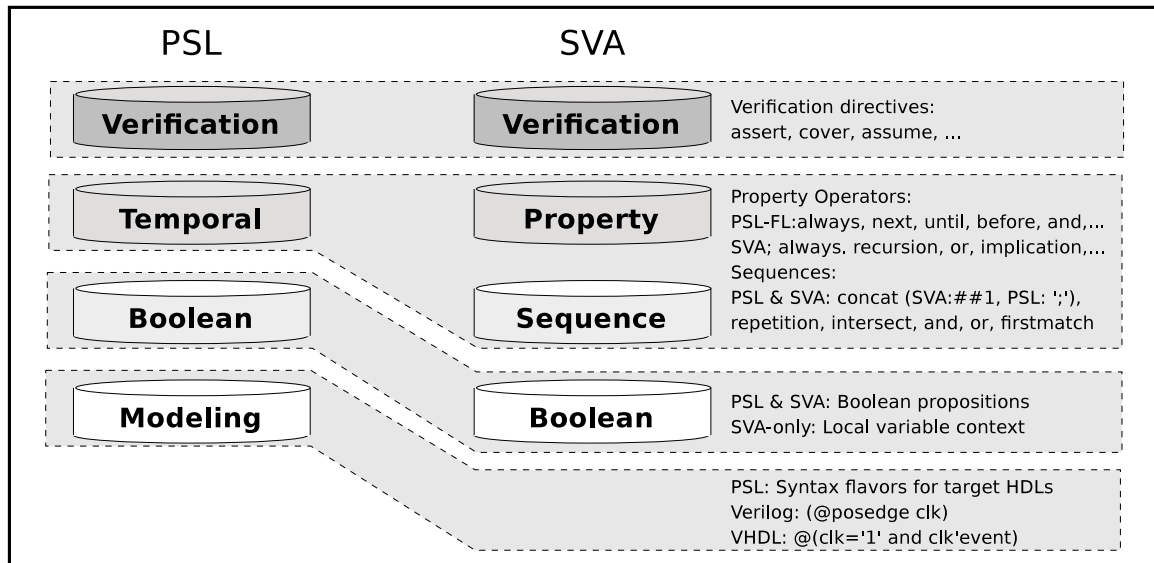 PSL
SVA
Verification
Verification
Verification directives:
assert, cover, assume, ...
Temporal
Property
Property Operators:
PSL-FL:always, next, until, before, and,...
SVA; always. recursion, or, implication,...
Boolean
Sequence
Sequences:
PSL & SVA: concat (SVA:##1, PSL: ';'),
repetition, intersect, and, or, firstmatch
Modeling
Boolean
PSL & SVA: Boolean propositions
SVA-only: Local variable context
PSL: Syntax flavors for target HDLs
Verilog: (@posedge clk)
VHDL: @(clk='1' and clk'event)